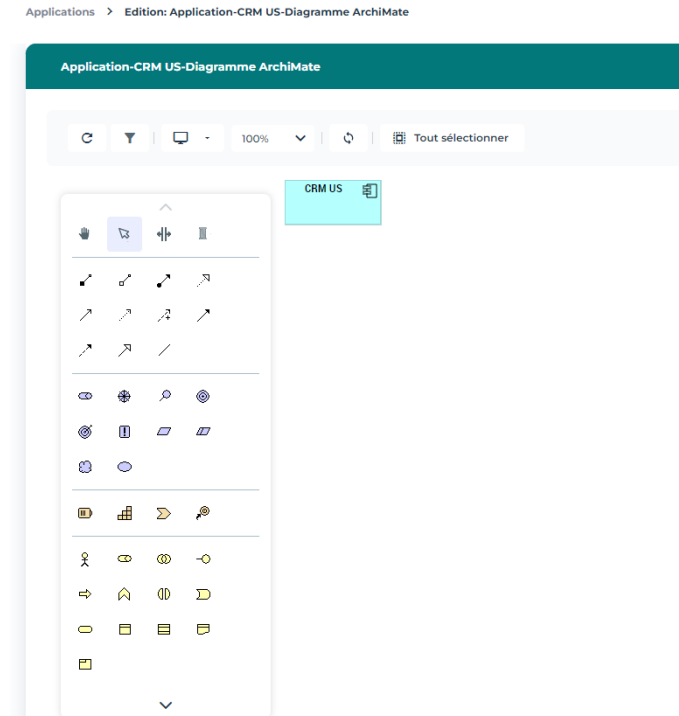 Applications > Edition: Application-CRM US-Diagramme ArchiMate
Application-CRM US-Diagramme ArchiMate
100%
Tout sélectionner
CRM US